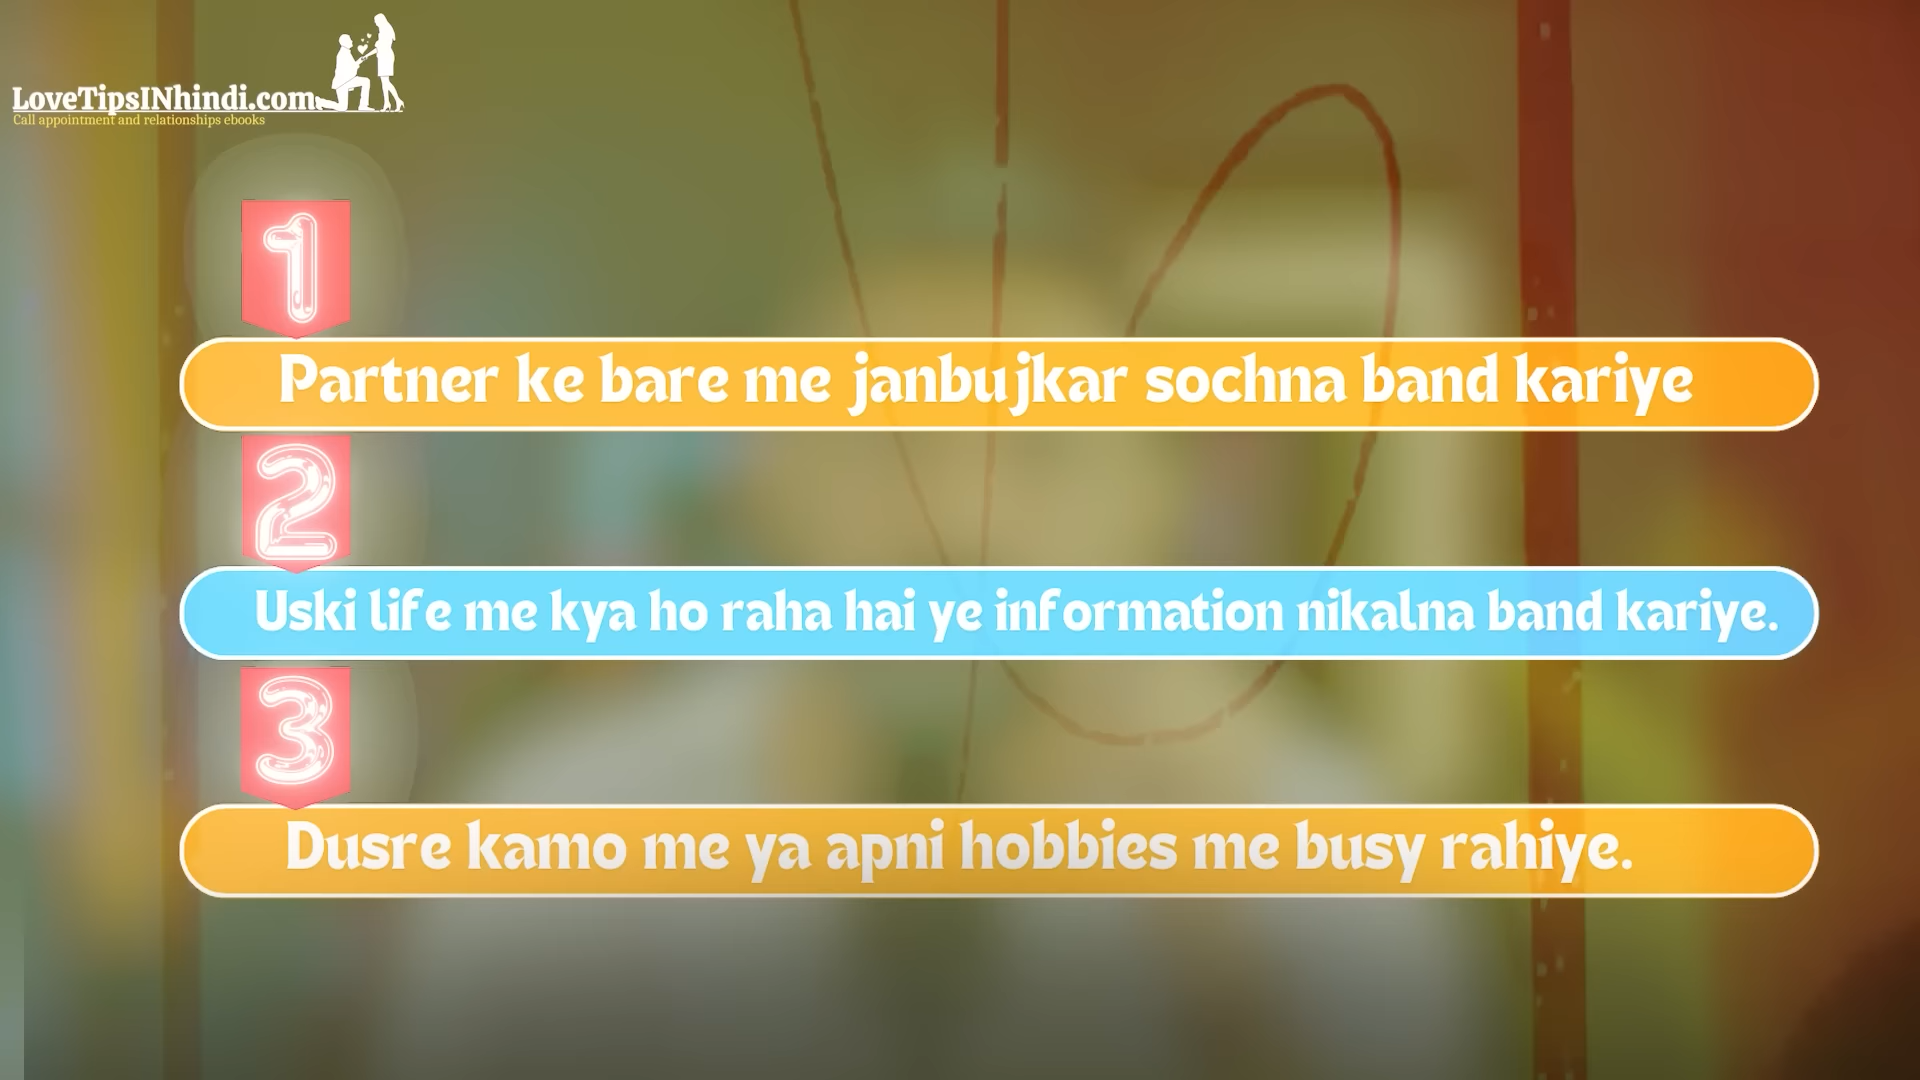 LoveTipsINhindi.com
Call appointment and relationships ebooks
1
Partner ke bare me janbujkar sochna band kariye
2
Uski life me kya ho raha hai ye information nikalna band kariye.
3
Dusre kamo me ya apni hobbies me busy rahiye.